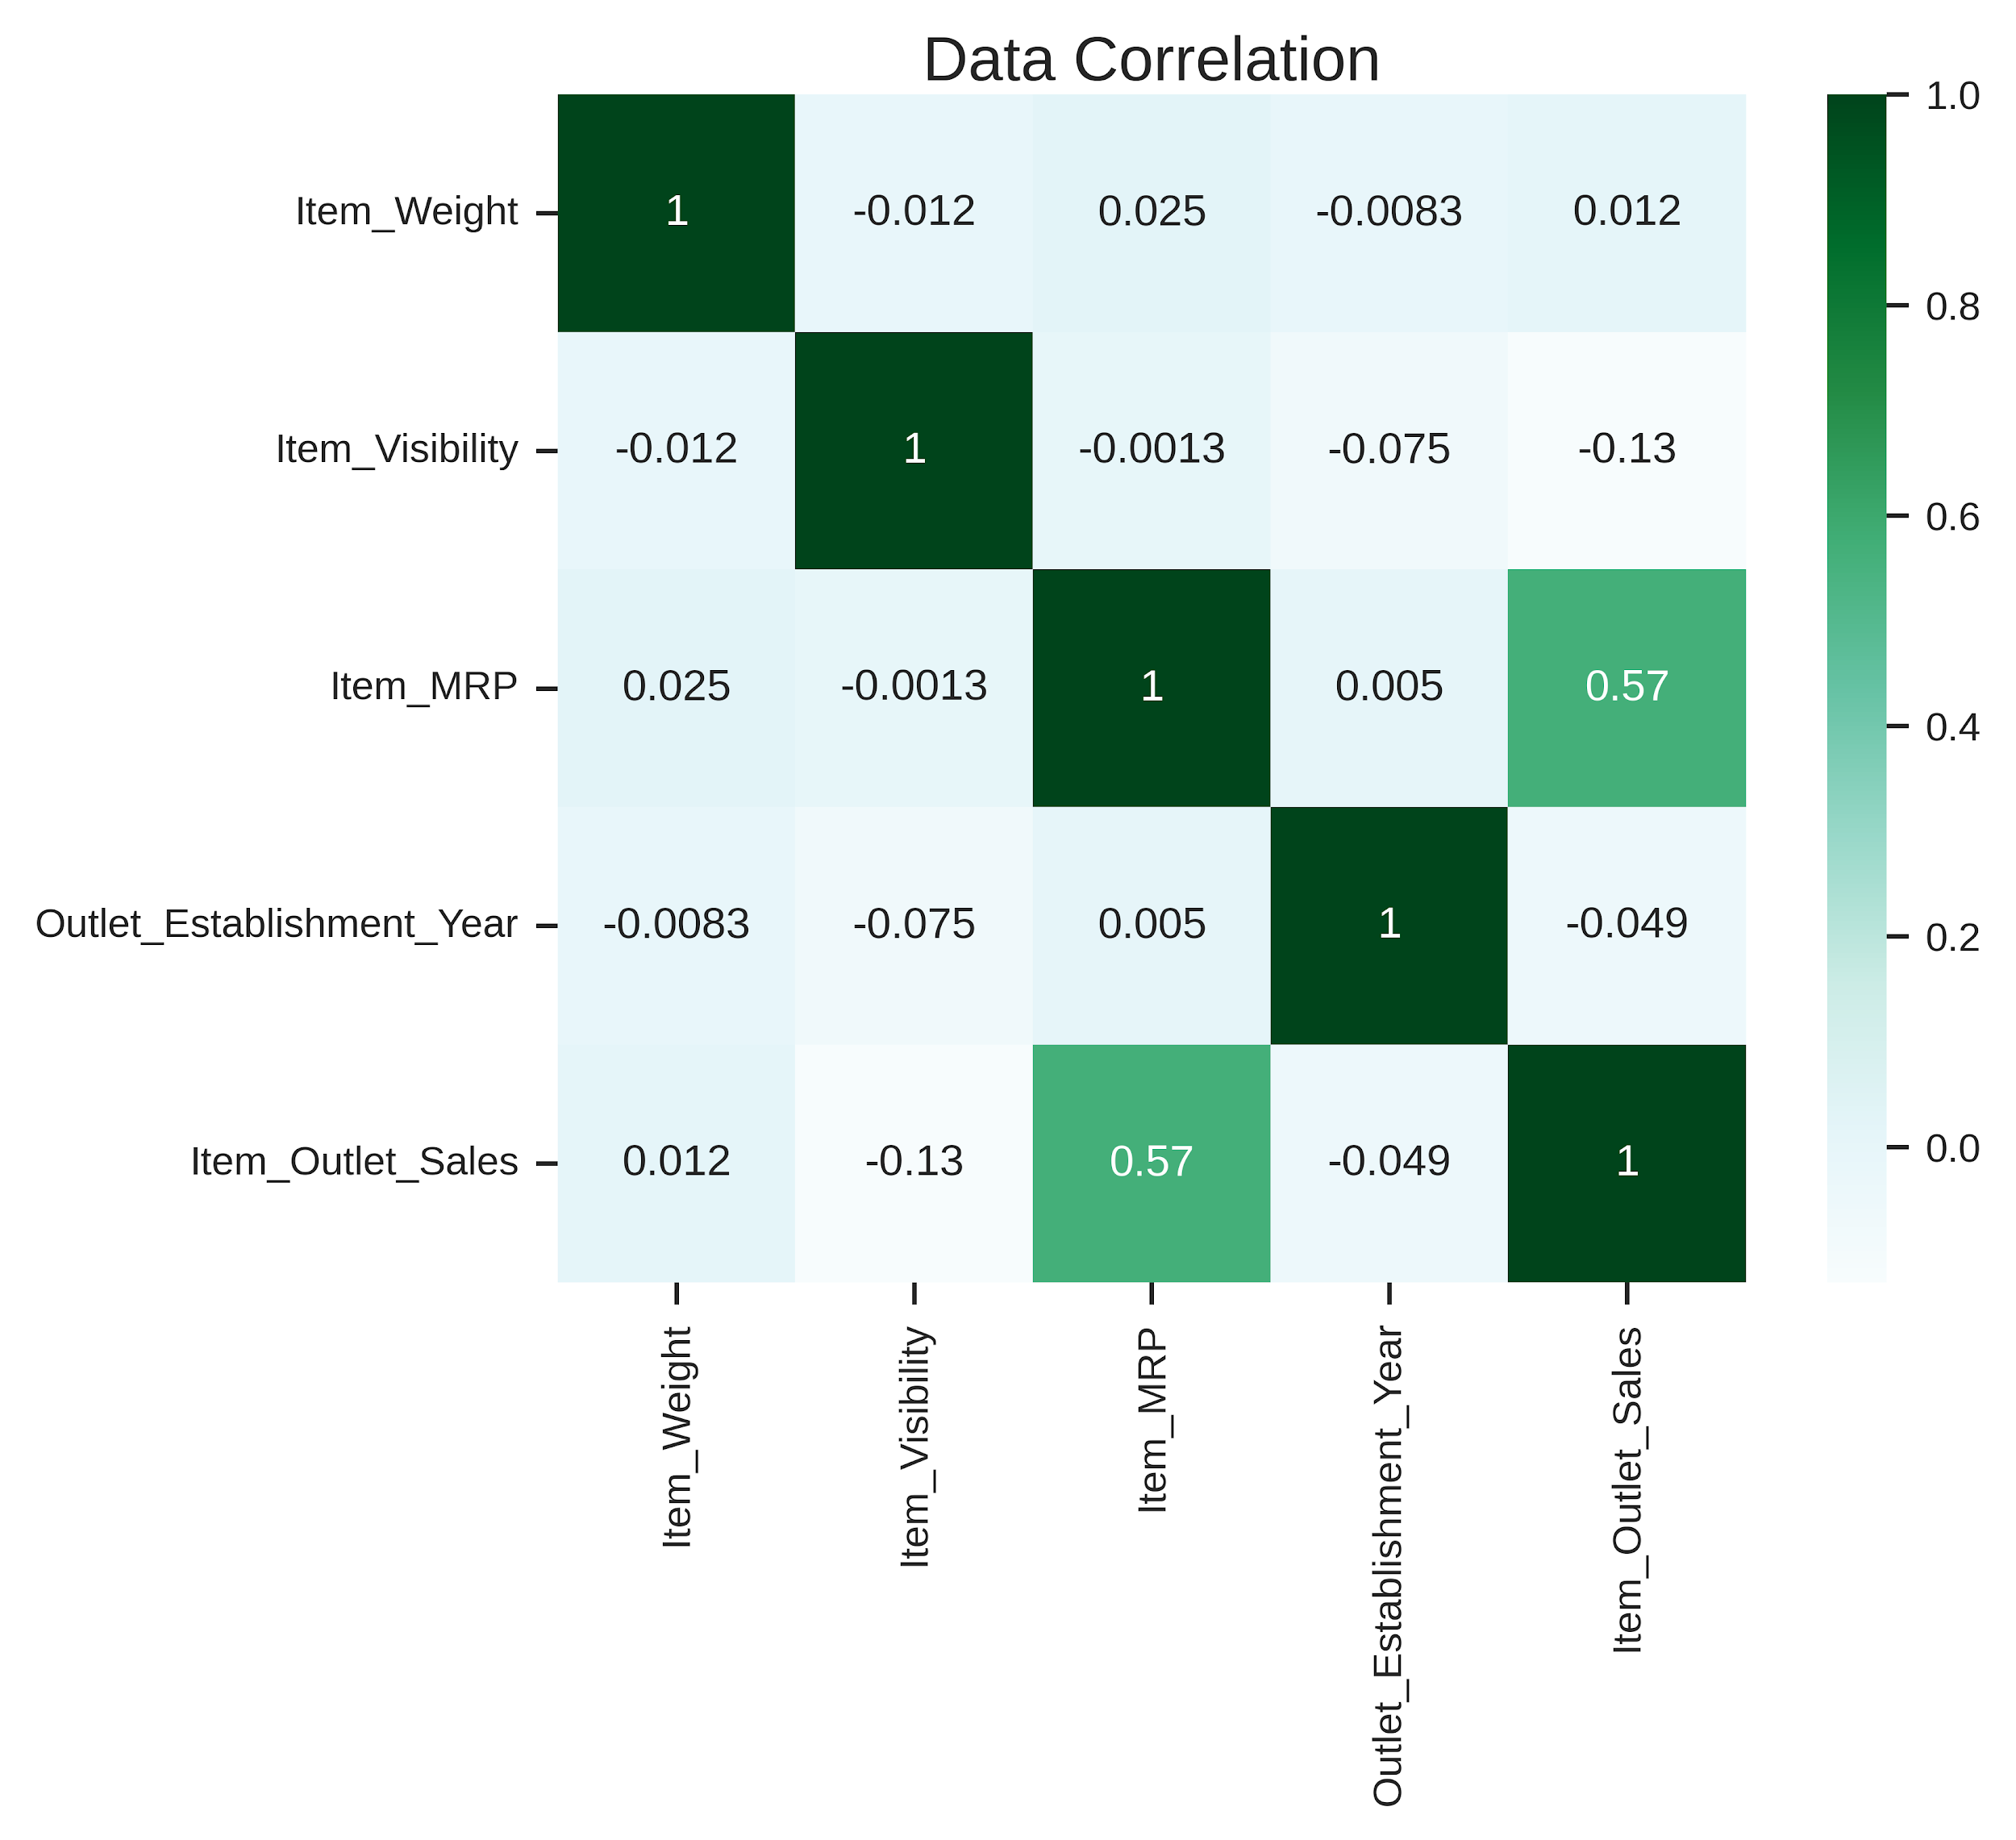 Data Correlation
1.0
Item_Weight 1 -0.012 0.025 -0.0083 0.012
0.8
Item_Visibility -0.012 1 -0.0013 -0.075 -0.13
0.6
Item_MRP 0.025 -0.0013 1 0.005 0.57
0.4
Outlet_Establishment_Year -0.0083 -0.075 0.005 1 -0.049
0.2
Item_Outlet_Sales 0.012 -0.13 0.57 -0.049 1
0.0
Item_Weight
Item_Visibility
Item_MRP
Outlet_Establishment_Year
Item_Outlet_Sales